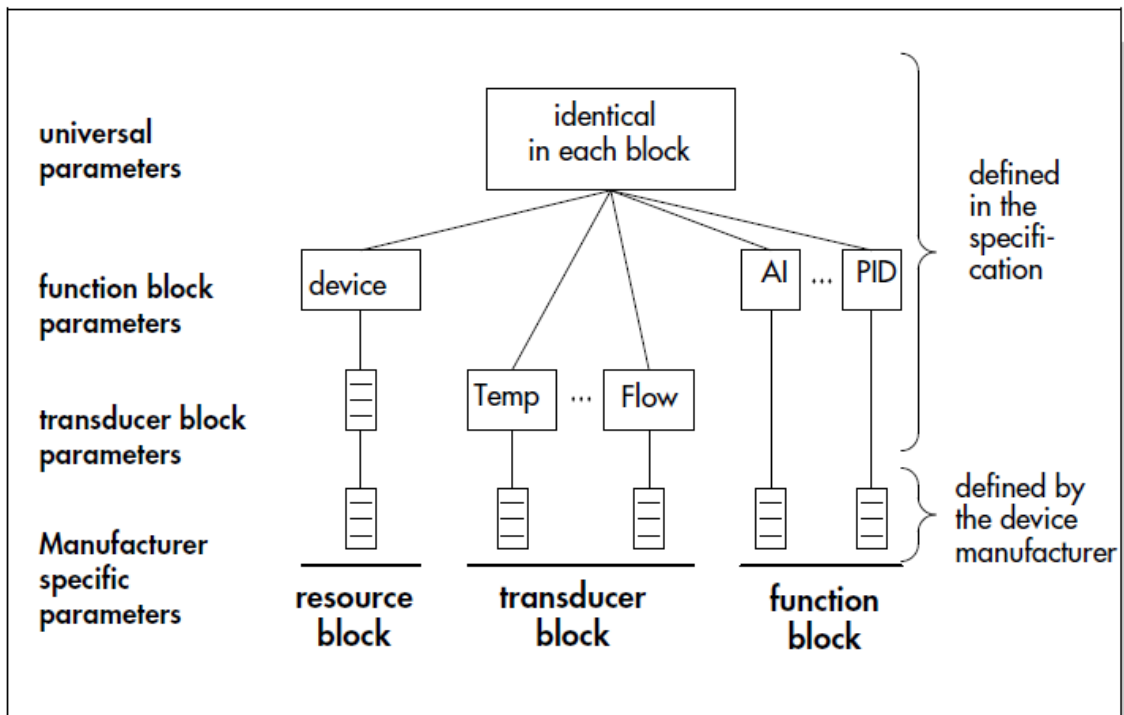 universal
parameters
identical
in each block
defined
in the
specifi-
cation
function block
parameters
device
AI
...
PID
transducer block
parameters
Temp
...
Flow
Manufacturer
specific
parameters
defined by
the device
manufacturer
resource
block
transducer
block
function
block